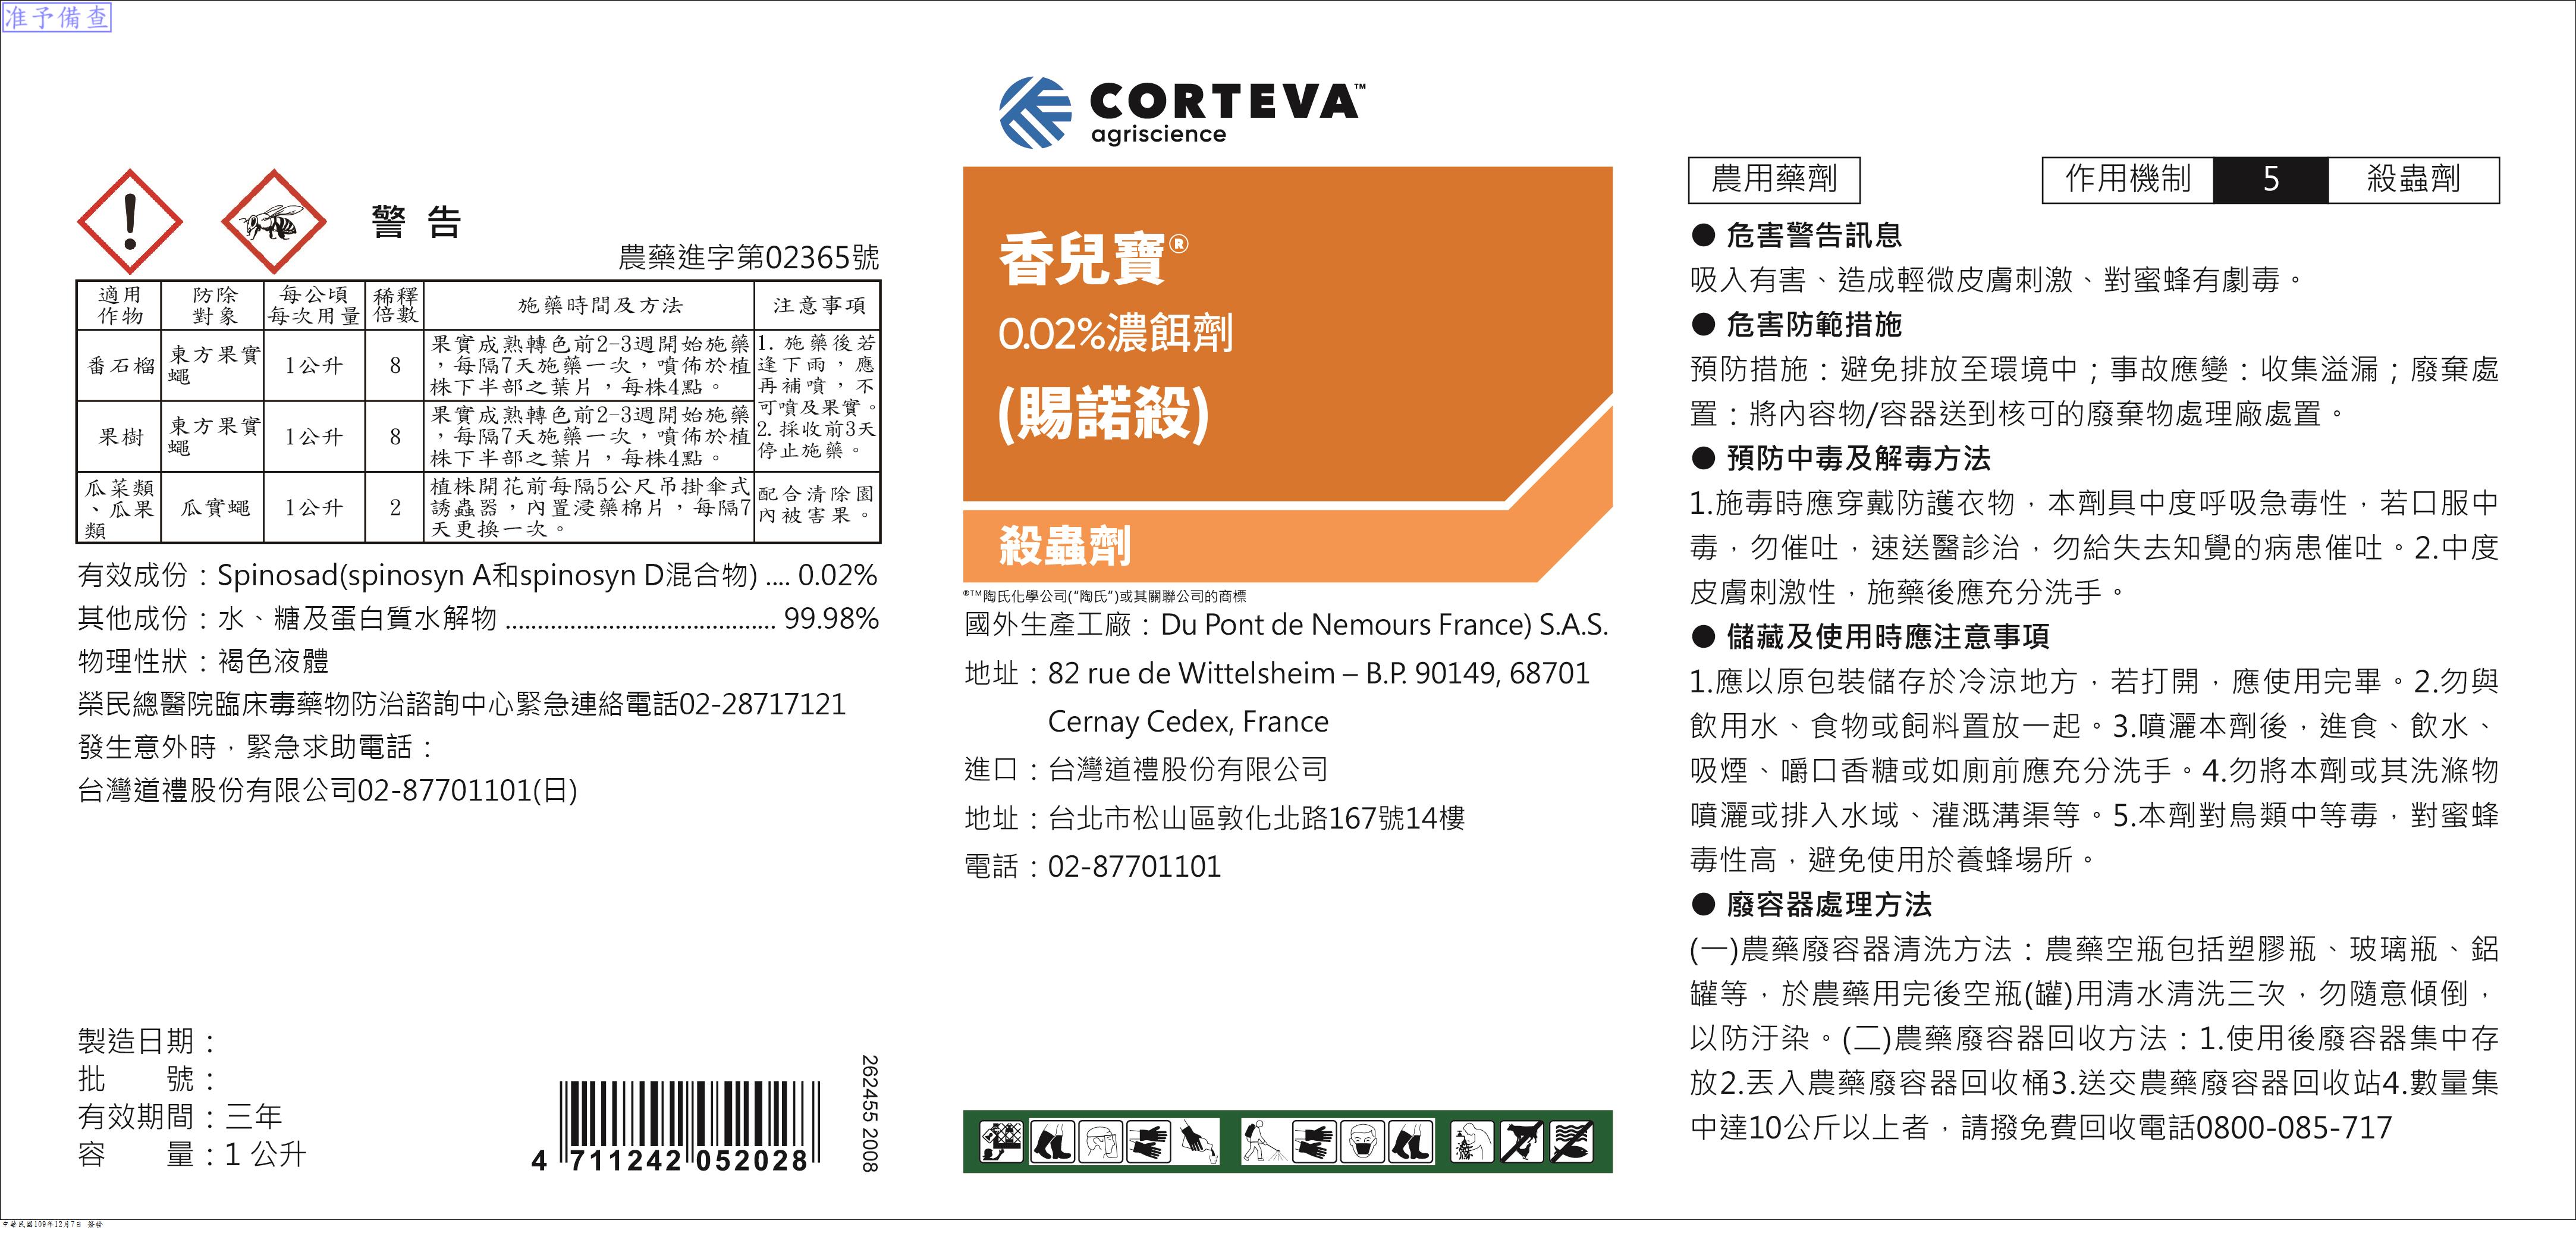 准予備查
警 告
農藥進字第02365號
適用作物 防除對象 每公頃每次用量 稀釋倍數 施藥時間及方法 注意事項
番石榴 東方果實蠅 1公升 8
果實成熟轉色前2-3週開始施藥
，每隔7天施藥一次，噴佈於植
株下半部之葉片，每株4點。
果樹 東方果實蠅 1公升 8
果實成熟轉色前2-3週開始施藥
，每隔7天施藥一次，噴佈於植
株下半部之葉片，每株4點。
1. 施藥後若
逢下雨，應
再補噴，不
可噴及果實。
2. 採收前3天
停止施藥。
瓜菜類、瓜果類 瓜實蠅 1公升 2
植株開花前每隔5公尺吊掛傘式
誘蟲器，內置浸藥棉片，每隔7
天更換一次。
配合清除園
內被害果。
有效成份：Spinosad(spinosyn A和spinosyn D混合物) .... 0.02%
其他成份：水、糖及蛋白質水解物 .......................................... 99.98%
物理性狀：褐色液體
榮民總醫院臨床毒藥物防治諮詢中心緊急連絡電話02-28717121
發生意外時，緊急求助電話：
台灣道禮股份有限公司02-87701101(日)
製造日期：
批　　號：
有效期間：三年
容　　量：1 公升
4 711242 052028
262455 2008
CORTEVA™
agriscience
香兒寶®
0.02%濃餌劑
(賜諾殺)
殺蟲劑
®™陶氏化學公司("陶氏")或其關聯公司的商標
國外生產工廠：Du Pont de Nemours France) S.A.S.
地址：82 rue de Wittelsheim – B.P. 90149, 68701
Cernay Cedex, France
進口：台灣道禮股份有限公司
地址：台北市松山區敦化北路167號14樓
電話：02-87701101
農用藥劑
作用機制 5 殺蟲劑
● 危害警告訊息
吸入有害、造成輕微皮膚刺激、對蜜蜂有劇毒。
● 危害防範措施
預防措施：避免排放至環境中；事故應變：收集溢漏；廢棄處
置：將內容物/容器送到核可的廢棄物處理廠處置。
● 預防中毒及解毒方法
1.施毒時應穿戴防護衣物，本劑具中度呼吸急毒性，若口服中
毒，勿催吐，速送醫診治，勿給失去知覺的病患催吐。2.中度
皮膚刺激性，施藥後應充分洗手。
● 儲藏及使用時應注意事項
1.應以原包裝儲存於冷涼地方，若打開，應使用完畢。2.勿與
飲用水、食物或飼料置放一起。3.噴灑本劑後，進食、飲水、
吸煙、嚼口香糖或如廁前應充分洗手。4.勿將本劑或其洗滌物
噴灑或排入水域、灌溉溝渠等。5.本劑對鳥類中等毒，對蜜蜂
毒性高，避免使用於養蜂場所。
● 廢容器處理方法
(一)農藥廢容器清洗方法：農藥空瓶包括塑膠瓶、玻璃瓶、鋁
罐等，於農藥用完後空瓶(罐)用清水清洗三次，勿隨意傾倒，
以防汙染。(二)農藥廢容器回收方法：1.使用後廢容器集中存
放2.丟入農藥廢容器回收桶3.送交農藥廢容器回收站4.數量集
中達10公斤以上者，請撥免費回收電話0800-085-717
中華民國109年12月7日 簽發